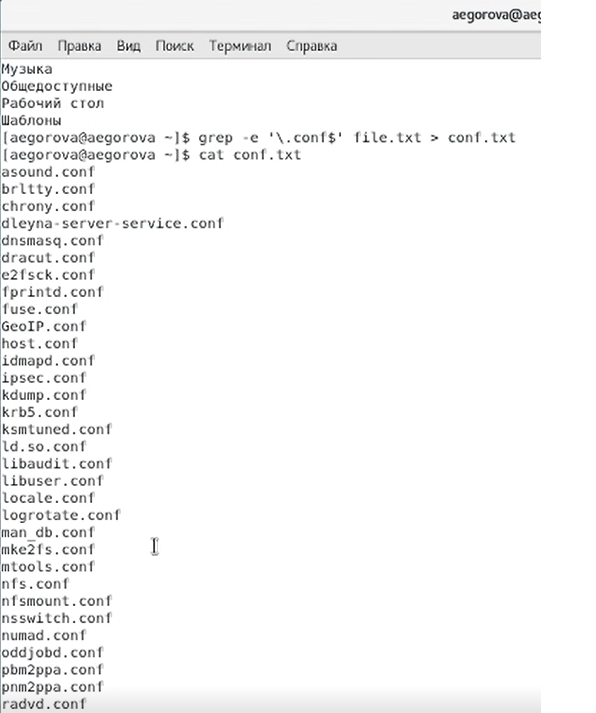 aegorova@aeg
Файл Правка Вид Поиск Терминал Справка
Музыка
Общедоступные
Рабочий стол
Шаблоны
[aegorova@aegorova ~]$ grep -e '\.conf$' file.txt > conf.txt
[aegorova@aegorova ~]$ cat conf.txt
asound.conf
brltty.conf
chrony.conf
dleyna-server-service.conf
dnsmasq.conf
dracut.conf
e2fsck.conf
fprintd.conf
fuse.conf
GeoIP.conf
host.conf
idmapd.conf
ipsec.conf
kdump.conf
krb5.conf
ksmtuned.conf
ld.so.conf
libaudit.conf
libuser.conf
locale.conf
logrotate.conf
man_db.conf
mke2fs.conf
mtools.conf
nfs.conf
nfsmount.conf
nsswitch.conf
numad.conf
oddjobd.conf
pbm2ppa.conf
pnm2ppa.conf
radvd.conf